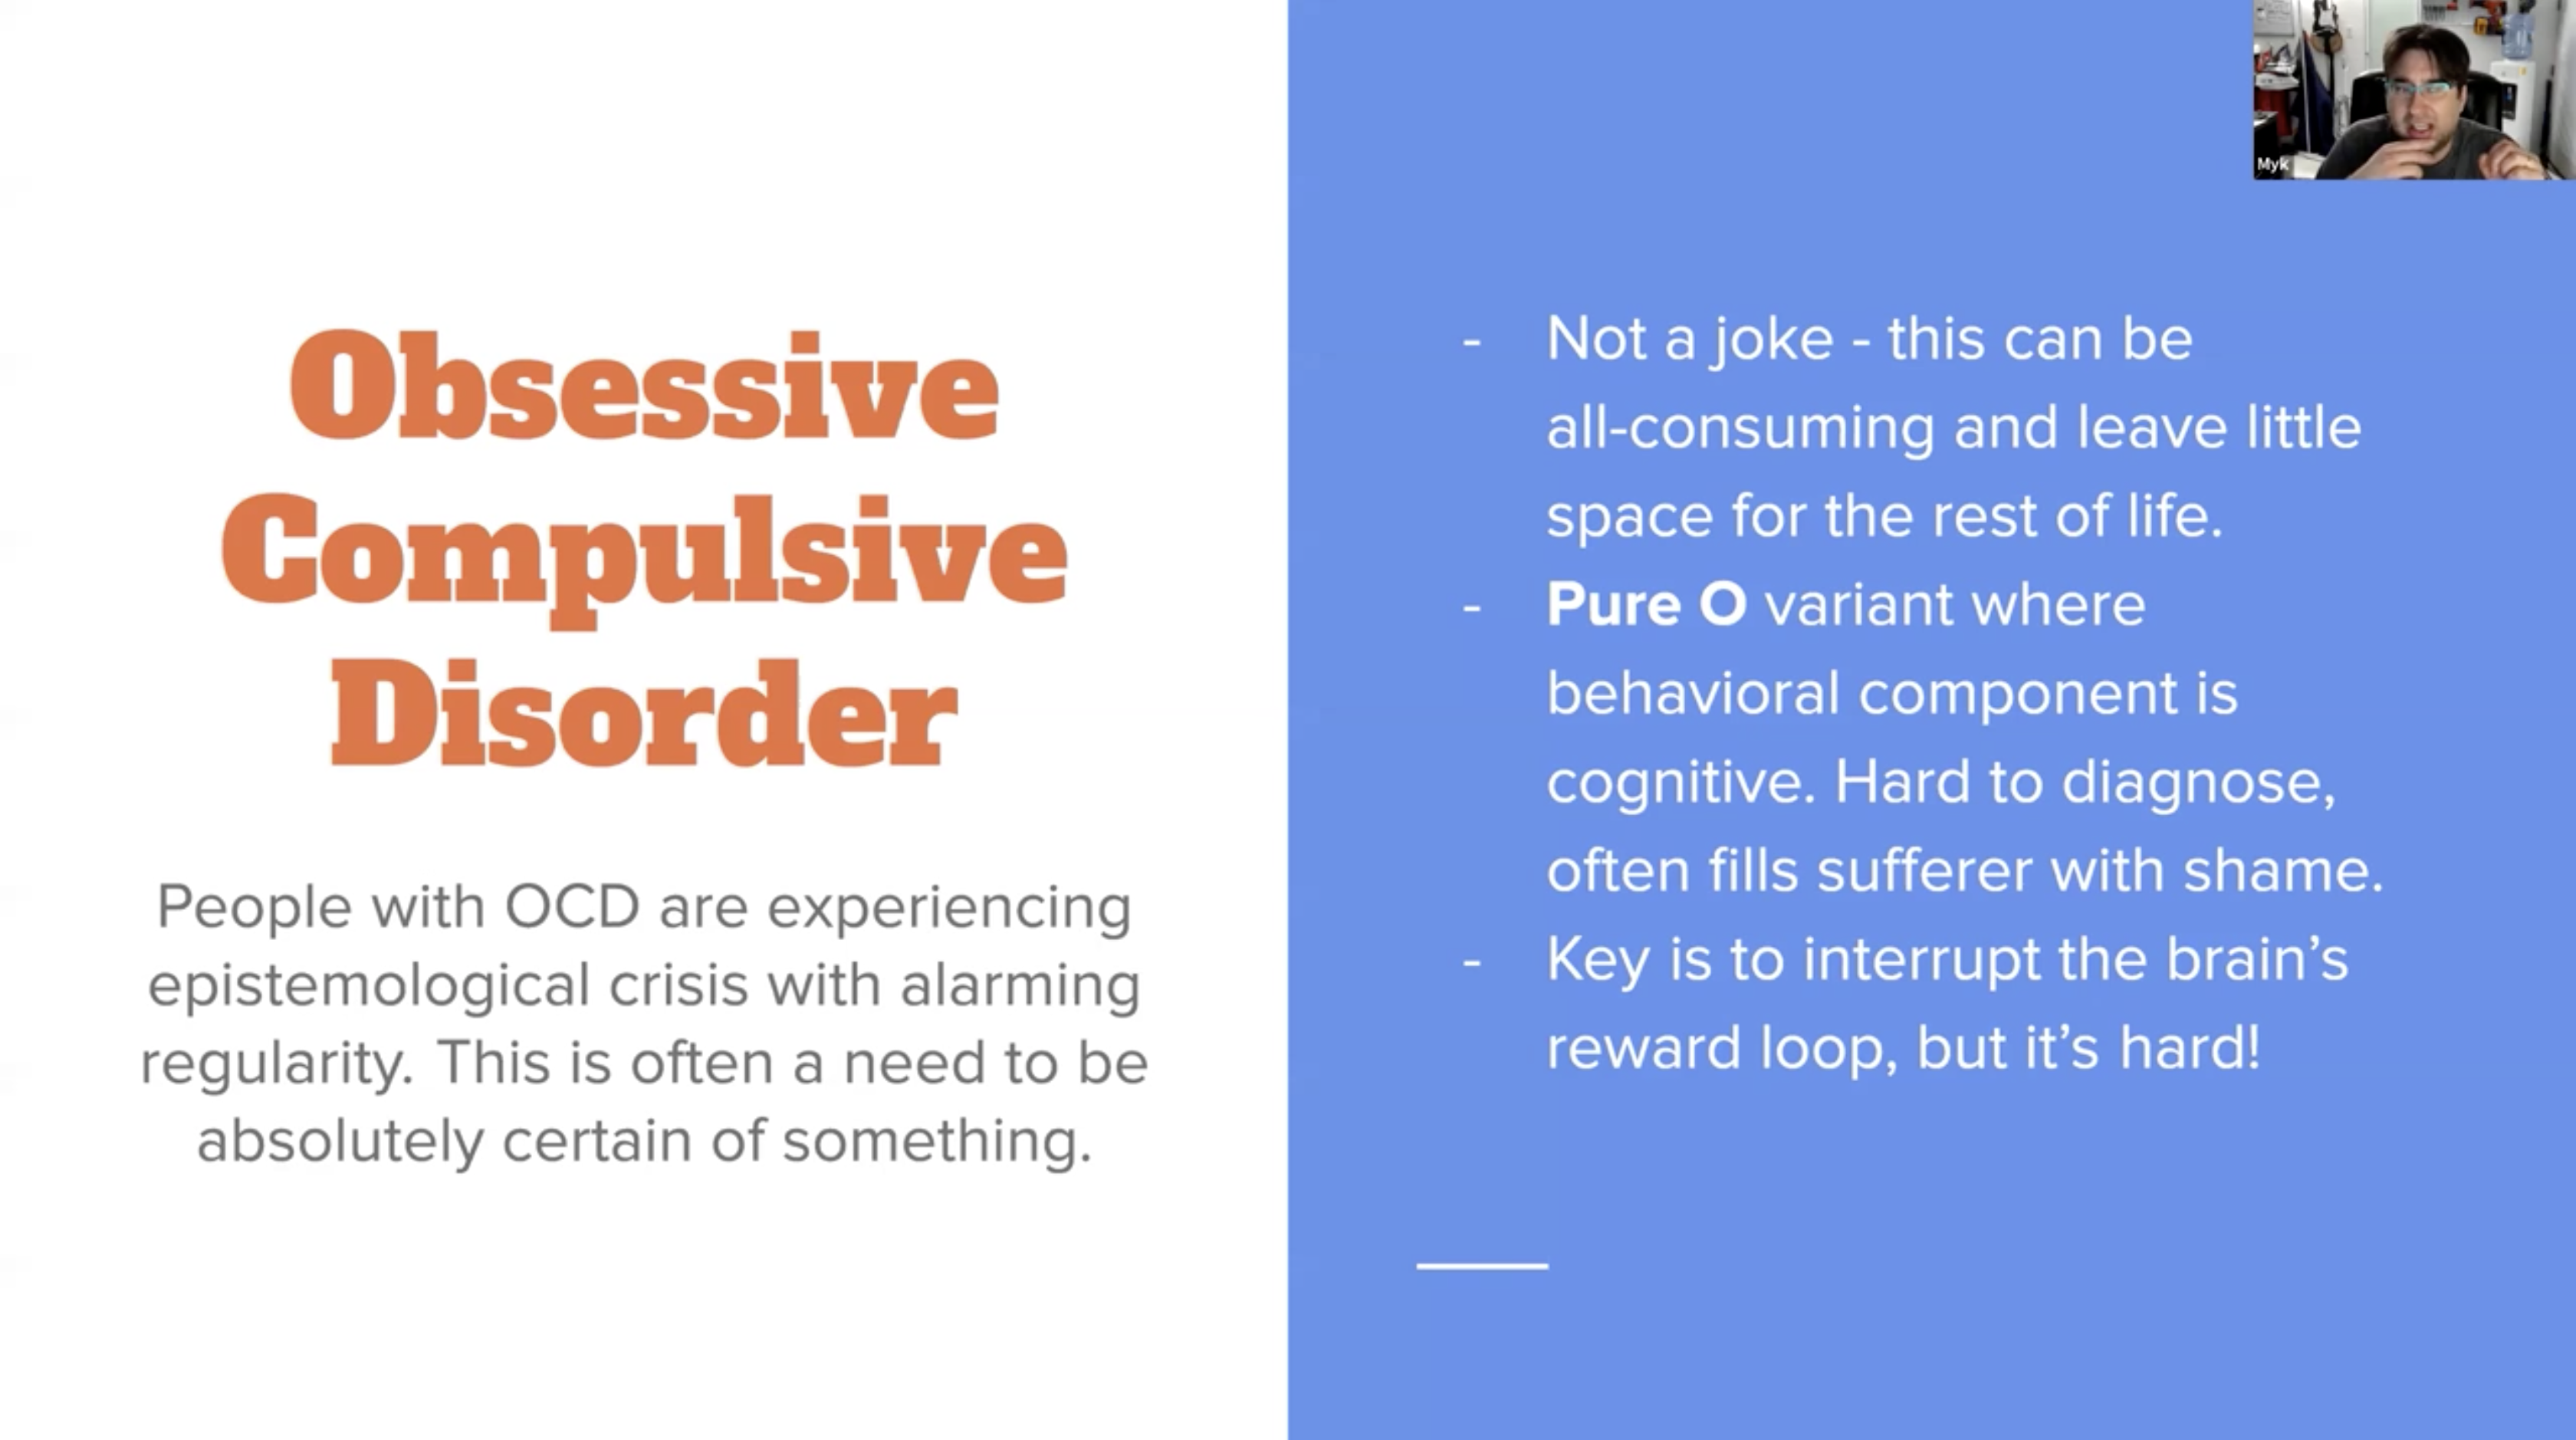 Obsessive
Compulsive
Disorder
People with OCD are experiencing
epistemological crisis with alarming
regularity. This is often a need to be
absolutely certain of something.
- Not a joke - this can be
all-consuming and leave little
space for the rest of life.
- Pure O variant where
behavioral component is
cognitive. Hard to diagnose,
often fills sufferer with shame.
- Key is to interrupt the brain’s
reward loop, but it’s hard!
Myk